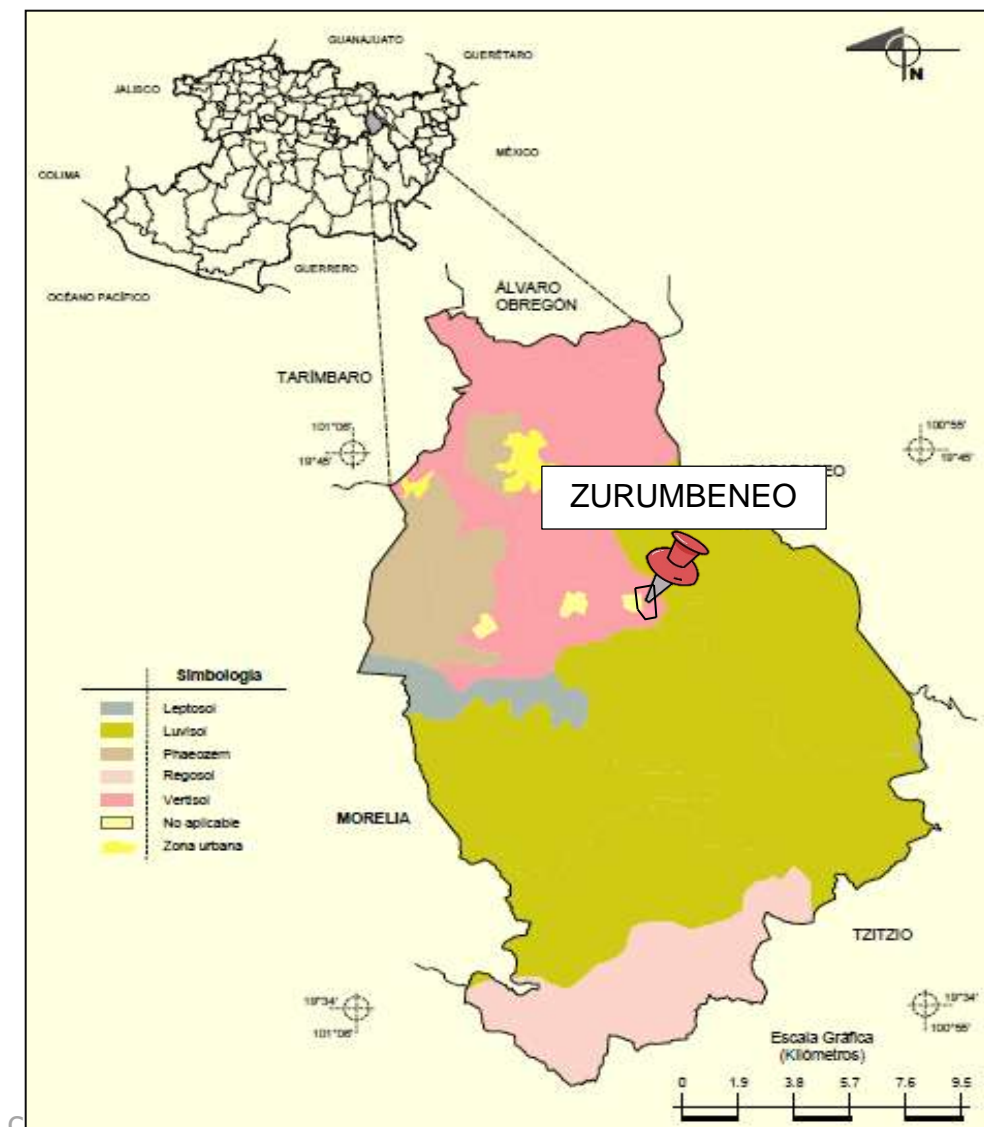 GUANAJUATO
QUERÉTARO
JALISCO
N
MÉXICO
COLIMA
GUERRERO
OCÉANO PACÍFICO
ÁLVARO
OBREGÓN
TARÍMBARO
101°06'
19°45'
100°55'
19°45'
ZURUMBENEO
Simbología
Leptosol
Luvisol
Phaeozem
Regosol
Vertisol
No aplicable
Zona urbana
MORELIA
TZITZIO
19°34'
101°06'
19°34'
100°55'
Escala Gráfica
(Kilómetros)
0 1.9 3.8 5.7 7.6 9.5